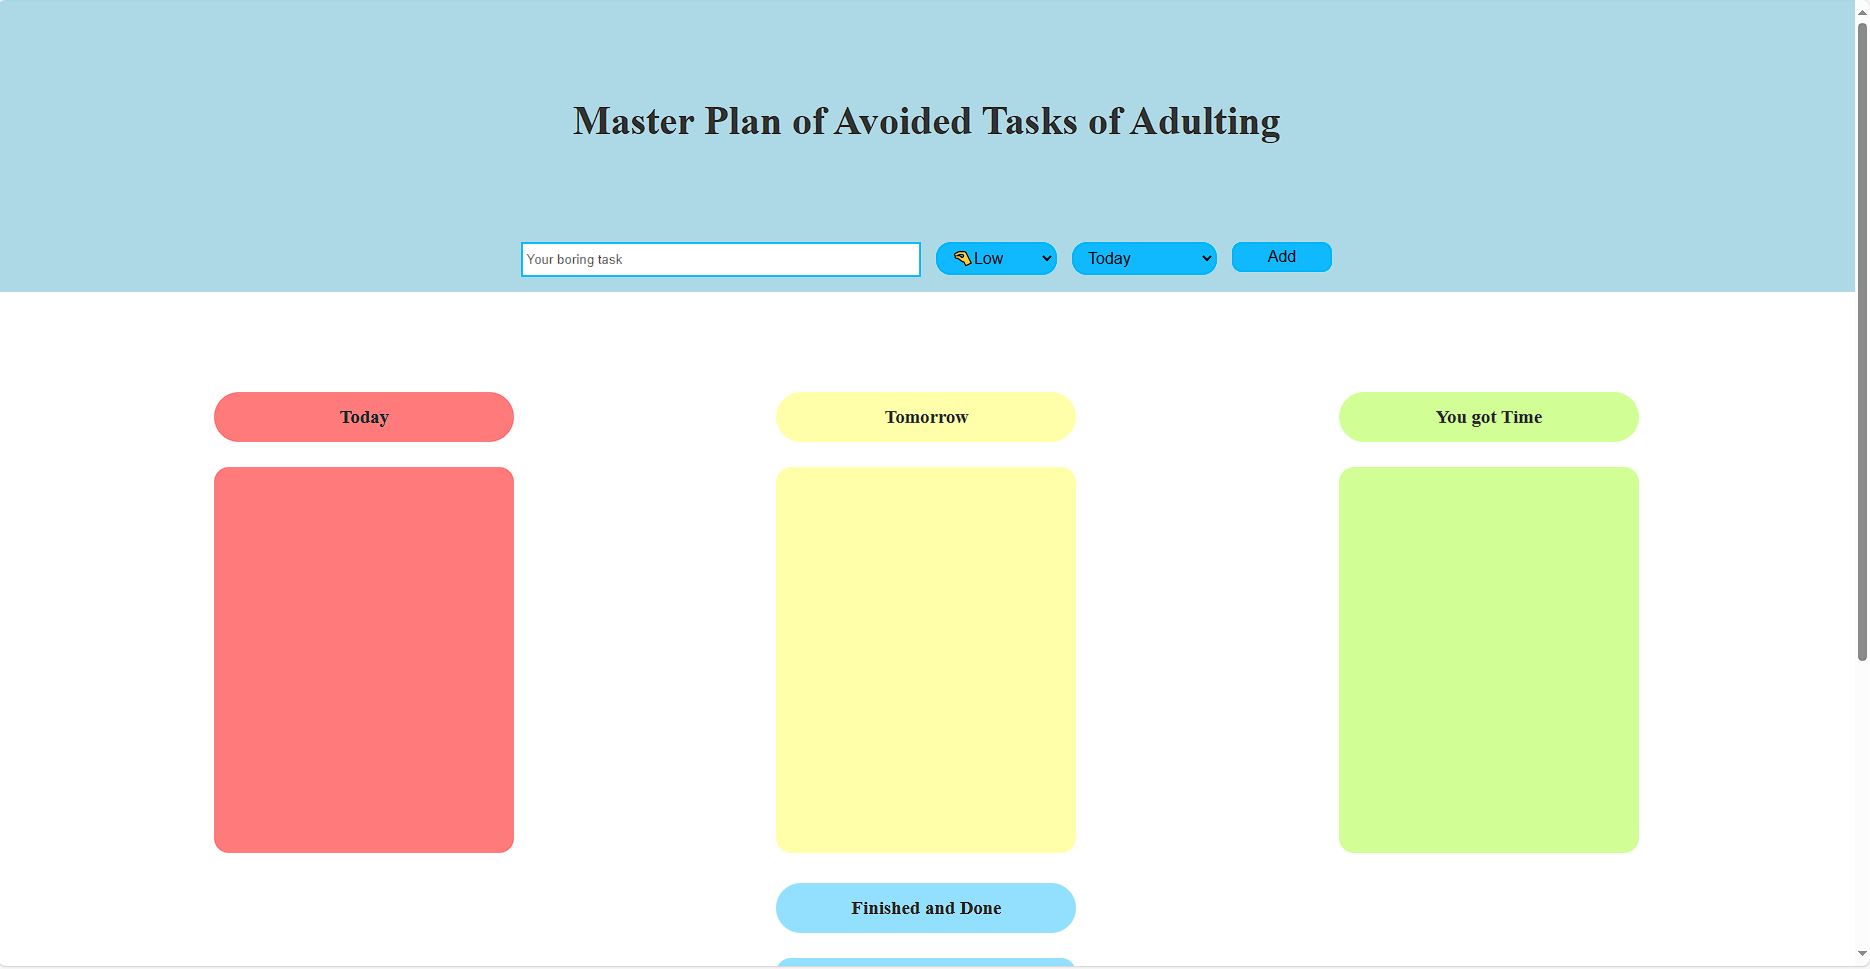 Master Plan of Avoided Tasks of Adulting
Your boring task
Low
Today
Add
Today
Tomorrow
You got Time
Finished and Done